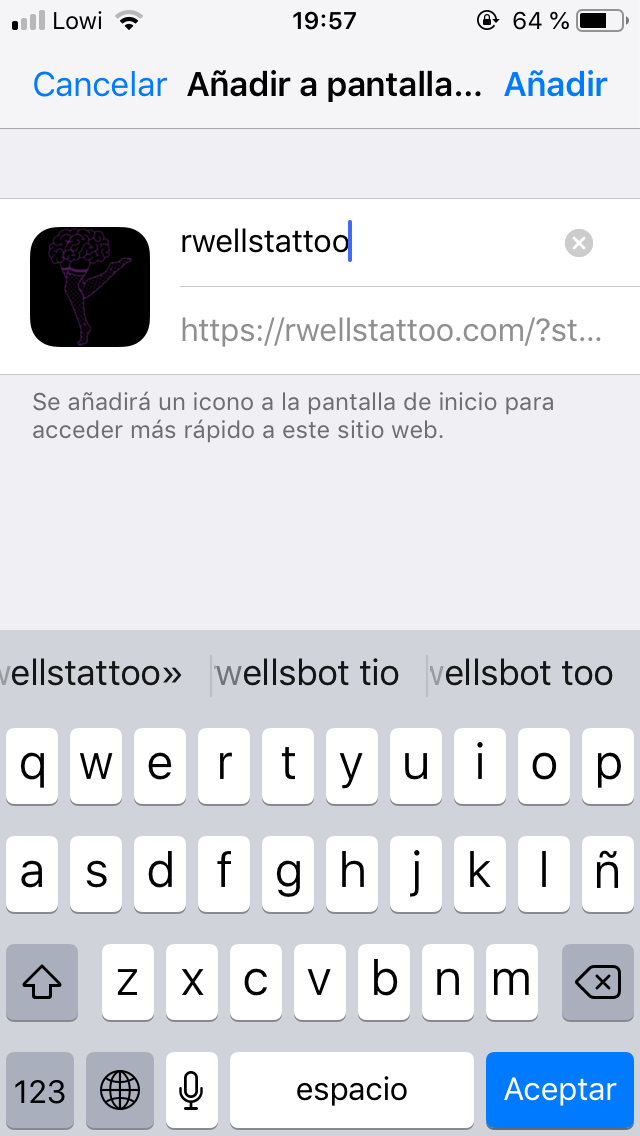 Lowi 19:57 64 %
Cancelar Añadir a pantalla... Añadir
rwellstattoo
https://rwellstattoo.com/?st...
Se añadirá un icono a la pantalla de inicio para
acceder más rápido a este sitio web.
wellstattoo» wellsbot tio wellsbot too
q w e r t y u i o p
a s d f g h j k l ñ
z x c v b n m
123 espacio Aceptar